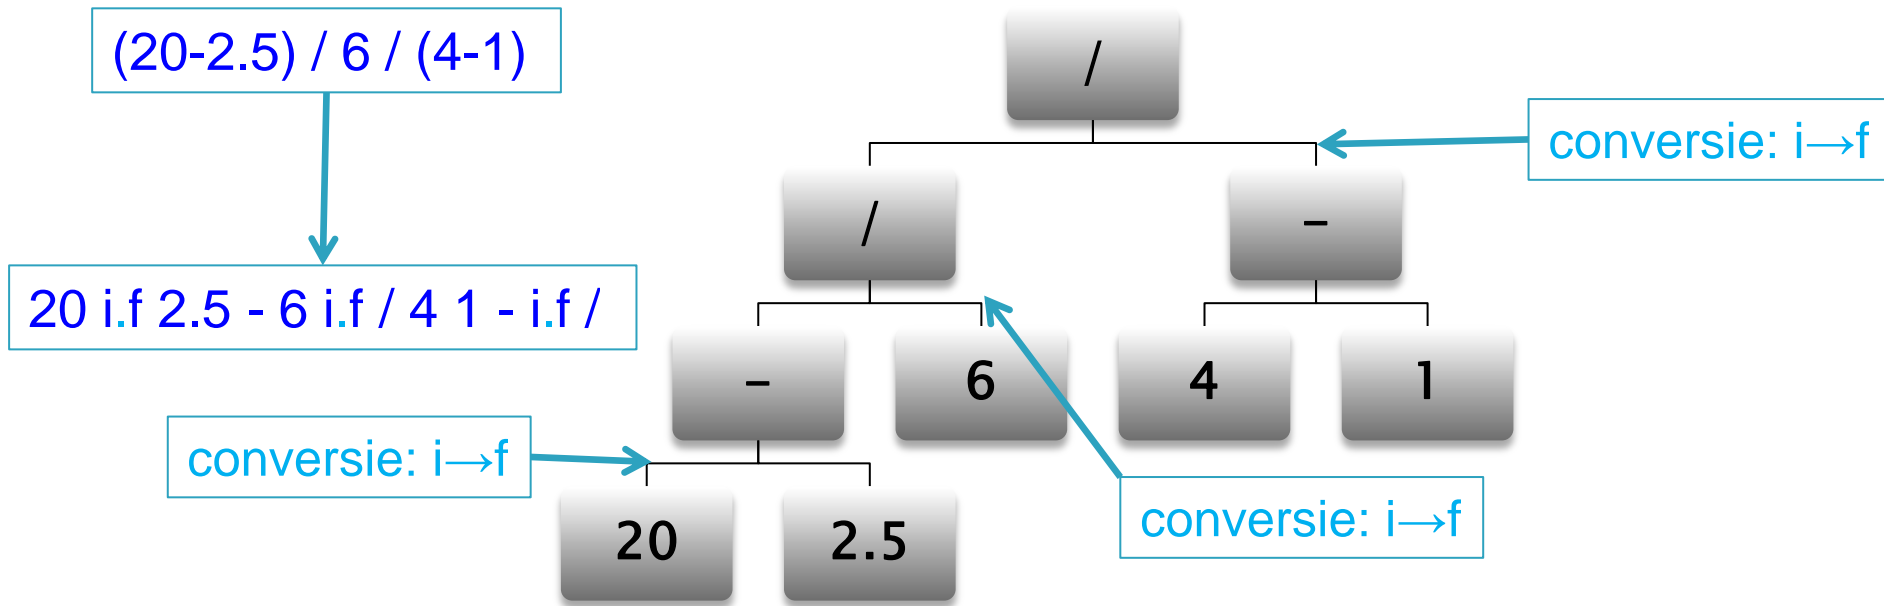 (20-2.5) / 6 / (4-1)
/
conversie: i→f
/
-
20 i.f 2.5 - 6 i.f / 4 1 - i.f /
-
6
4
1
conversie: i→f
conversie: i→f
20
2.5